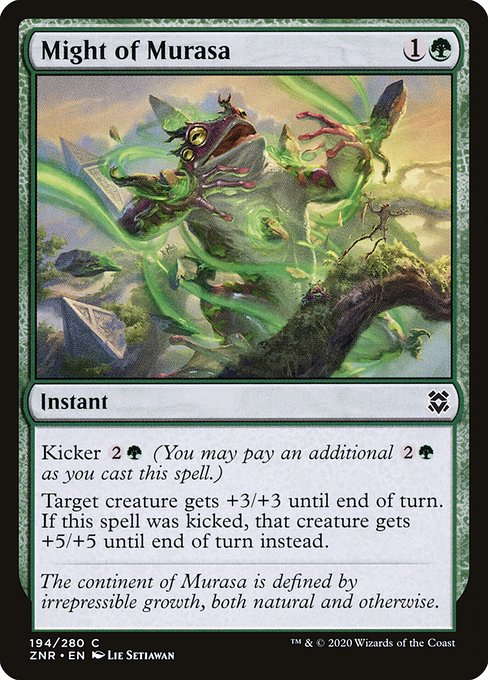 Might of Murasa 1
Instant
Kicker 2 (You may pay an additional 2
as you cast this spell.)
Target creature gets +3/+3 until end of turn.
If this spell was kicked, that creature gets
+5/+5 until end of turn instead.
The continent of Murasa is defined by
irrepressible growth, both natural and otherwise.
194/280 C
ZNR • EN Lie Setiawan
™ & © 2020 Wizards of the Coast